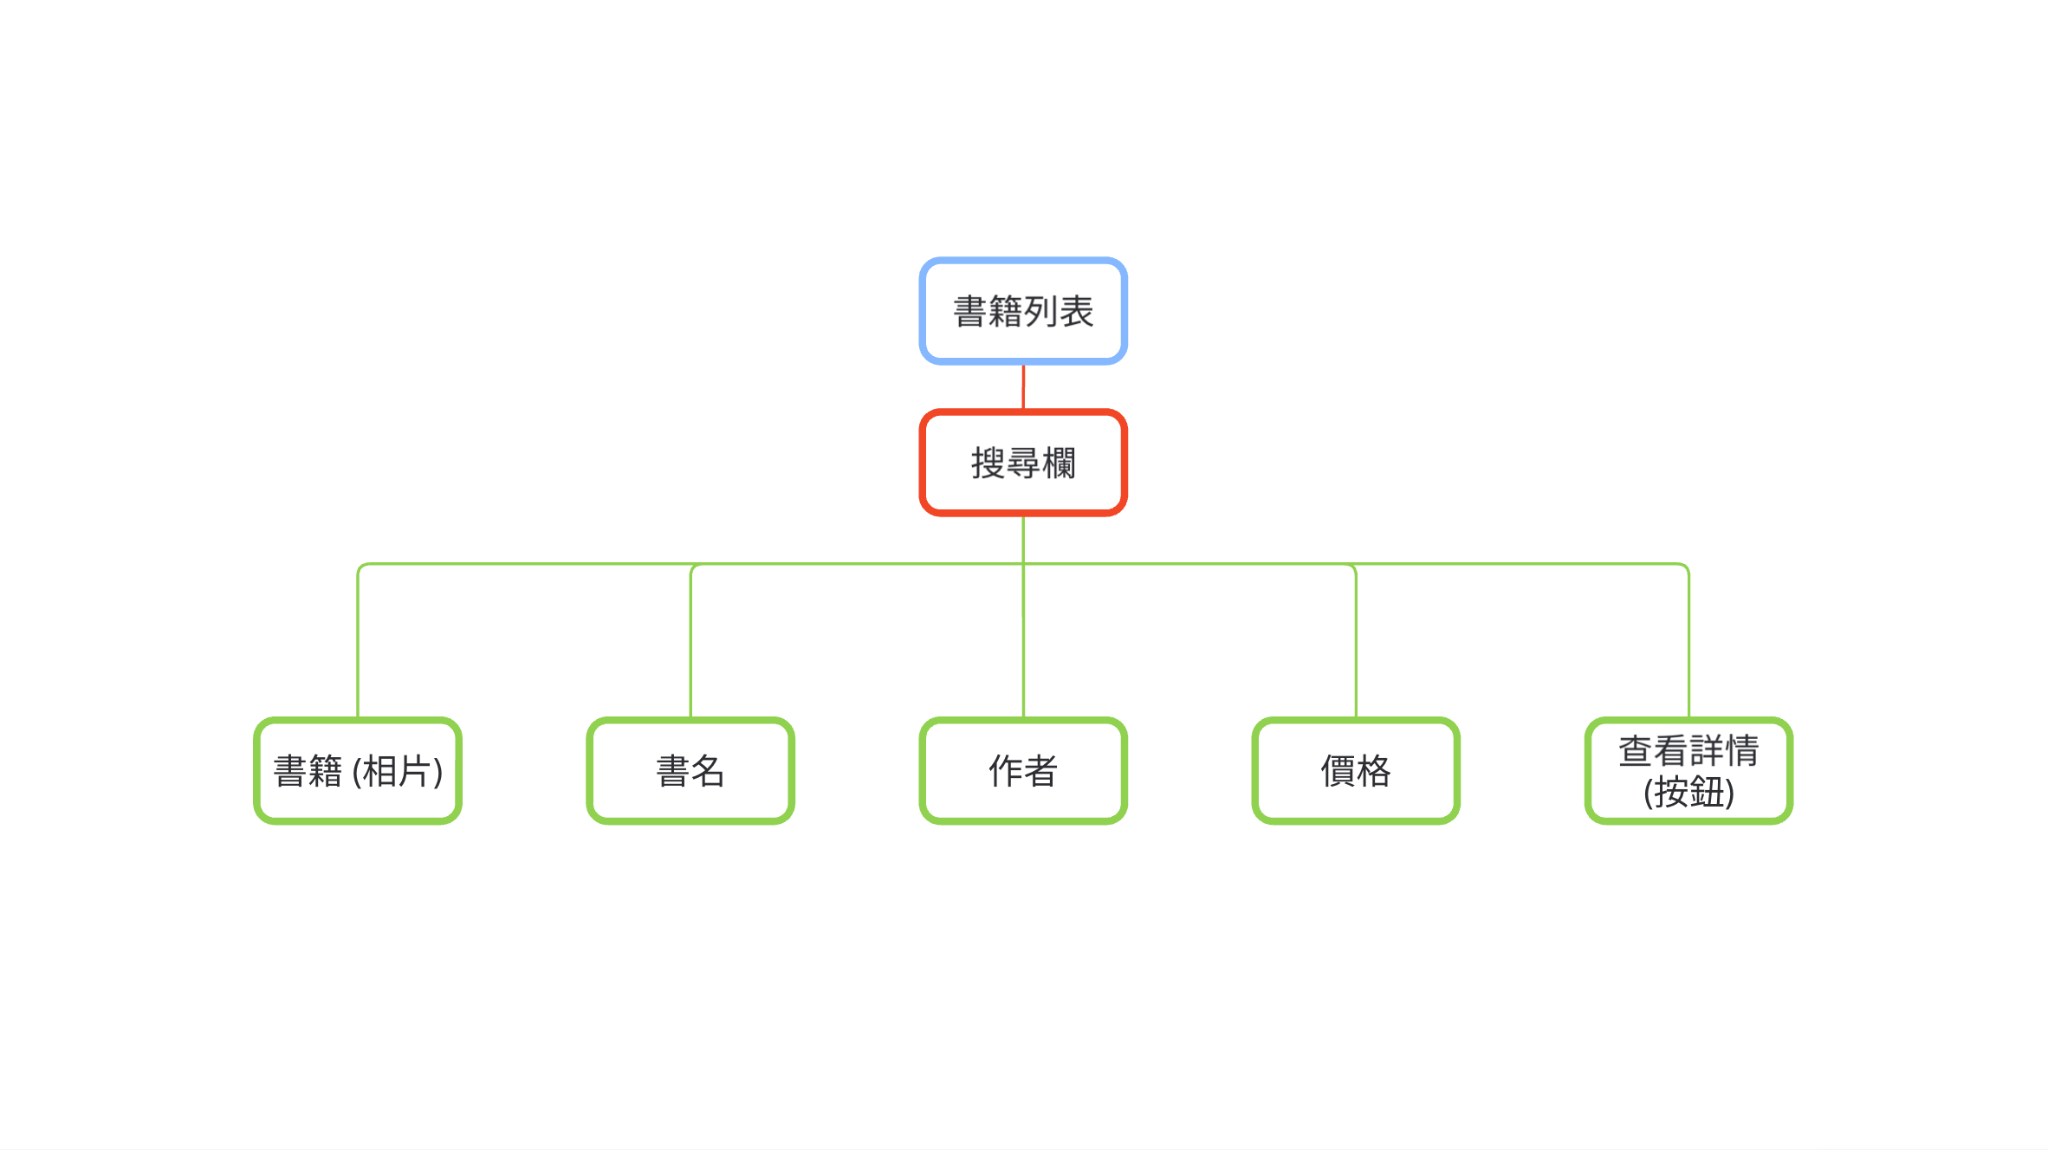 書籍列表
搜尋欄
書籍 (相片)
書名
作者
價格
查看詳情
(按鈕)